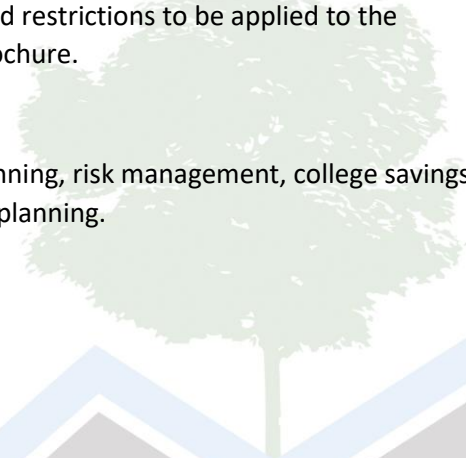 d restrictions to be applied to the
ochure.
nning, risk management, college savings
planning.